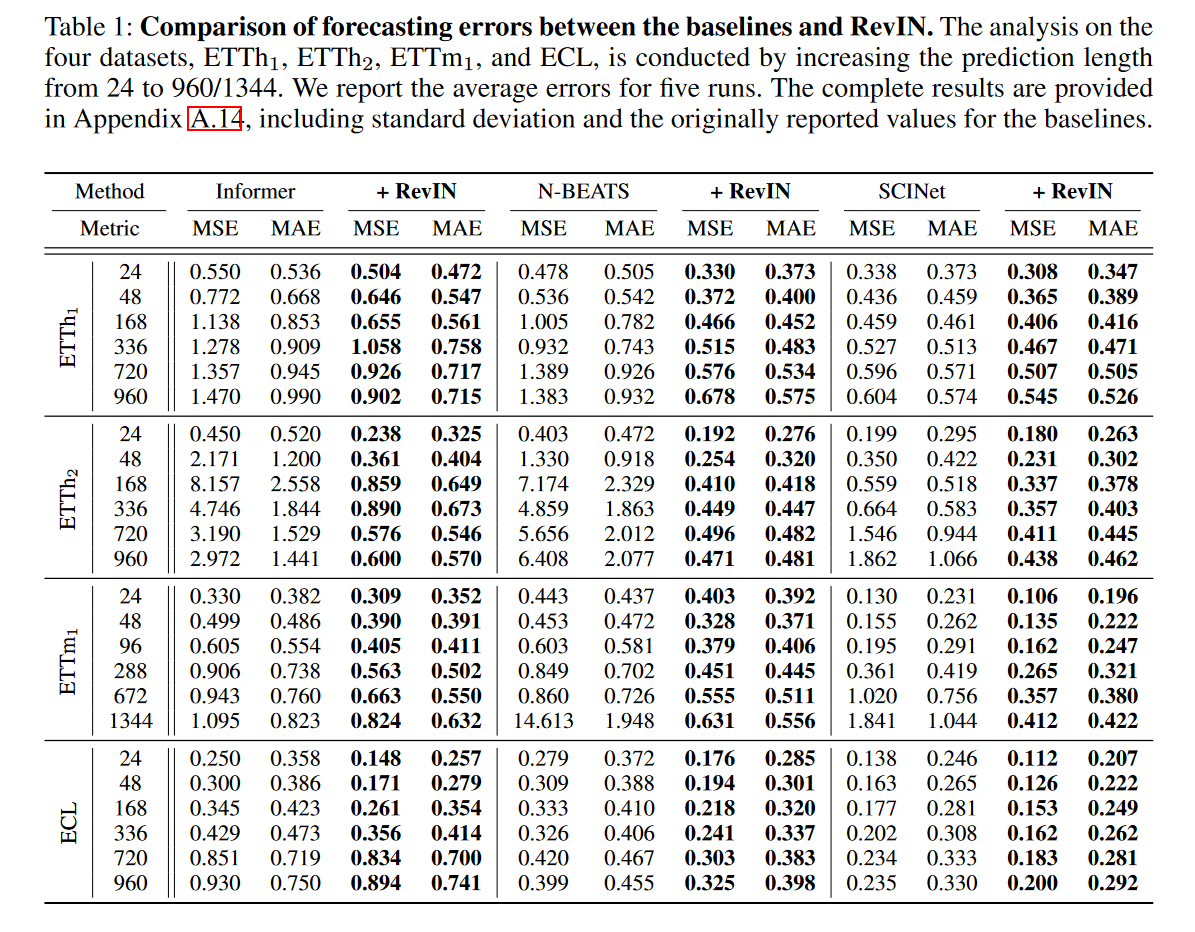 Table 1: Comparison of forecasting errors between the baselines and RevIN. The analysis on the
four datasets, ETTh₁, ETTh₂, ETTm₁, and ECL, is conducted by increasing the prediction length
from 24 to 960/1344. We report the average errors for five runs. The complete results are provided
in Appendix A.14, including standard deviation and the originally reported values for the baselines.
Method Informer + RevIN N-BEATS + RevIN SCINet + RevIN
Metric MSE MAE MSE MAE MSE MAE MSE MAE MSE MAE MSE MAE
ETTh₁
24 0.550 0.536 0.504 0.472 0.478 0.505 0.330 0.373 0.338 0.373 0.308 0.347
48 0.772 0.668 0.646 0.547 0.536 0.542 0.372 0.400 0.436 0.459 0.365 0.389
168 1.138 0.853 0.655 0.561 1.005 0.782 0.466 0.452 0.459 0.461 0.406 0.416
336 1.278 0.909 1.058 0.758 0.932 0.743 0.515 0.483 0.527 0.513 0.467 0.471
720 1.357 0.945 0.926 0.717 1.389 0.926 0.576 0.534 0.596 0.571 0.507 0.505
960 1.470 0.990 0.902 0.715 1.383 0.932 0.678 0.575 0.604 0.574 0.545 0.526
ETTh₂
24 0.450 0.520 0.238 0.325 0.403 0.472 0.192 0.276 0.199 0.295 0.180 0.263
48 2.171 1.200 0.361 0.404 1.330 0.918 0.254 0.320 0.350 0.422 0.231 0.302
168 8.157 2.558 0.859 0.649 7.174 2.329 0.410 0.418 0.559 0.518 0.337 0.378
336 4.746 1.844 0.890 0.673 4.859 1.863 0.449 0.447 0.664 0.583 0.357 0.403
720 3.190 1.529 0.576 0.546 5.656 2.012 0.496 0.482 1.546 0.944 0.411 0.445
960 2.972 1.441 0.600 0.570 6.408 2.077 0.471 0.481 1.862 1.066 0.438 0.462
ETTm₁
24 0.330 0.382 0.309 0.352 0.443 0.437 0.403 0.392 0.130 0.231 0.106 0.196
48 0.499 0.486 0.390 0.391 0.453 0.472 0.328 0.371 0.155 0.262 0.135 0.222
96 0.605 0.554 0.405 0.411 0.603 0.581 0.379 0.406 0.195 0.291 0.162 0.247
288 0.906 0.738 0.563 0.502 0.849 0.702 0.451 0.445 0.361 0.419 0.265 0.321
672 0.943 0.760 0.663 0.550 0.860 0.726 0.555 0.511 1.020 0.756 0.357 0.380
1344 1.095 0.823 0.824 0.632 14.613 1.948 0.631 0.556 1.841 1.044 0.412 0.422
ECL
24 0.250 0.358 0.148 0.257 0.279 0.372 0.176 0.285 0.138 0.246 0.112 0.207
48 0.300 0.386 0.171 0.279 0.309 0.388 0.194 0.301 0.163 0.265 0.126 0.222
168 0.345 0.423 0.261 0.354 0.333 0.410 0.218 0.320 0.177 0.281 0.153 0.249
336 0.429 0.473 0.356 0.414 0.326 0.406 0.241 0.337 0.202 0.308 0.162 0.262
720 0.851 0.719 0.834 0.700 0.420 0.467 0.303 0.383 0.234 0.333 0.183 0.281
960 0.930 0.750 0.894 0.741 0.399 0.455 0.325 0.398 0.235 0.330 0.200 0.292